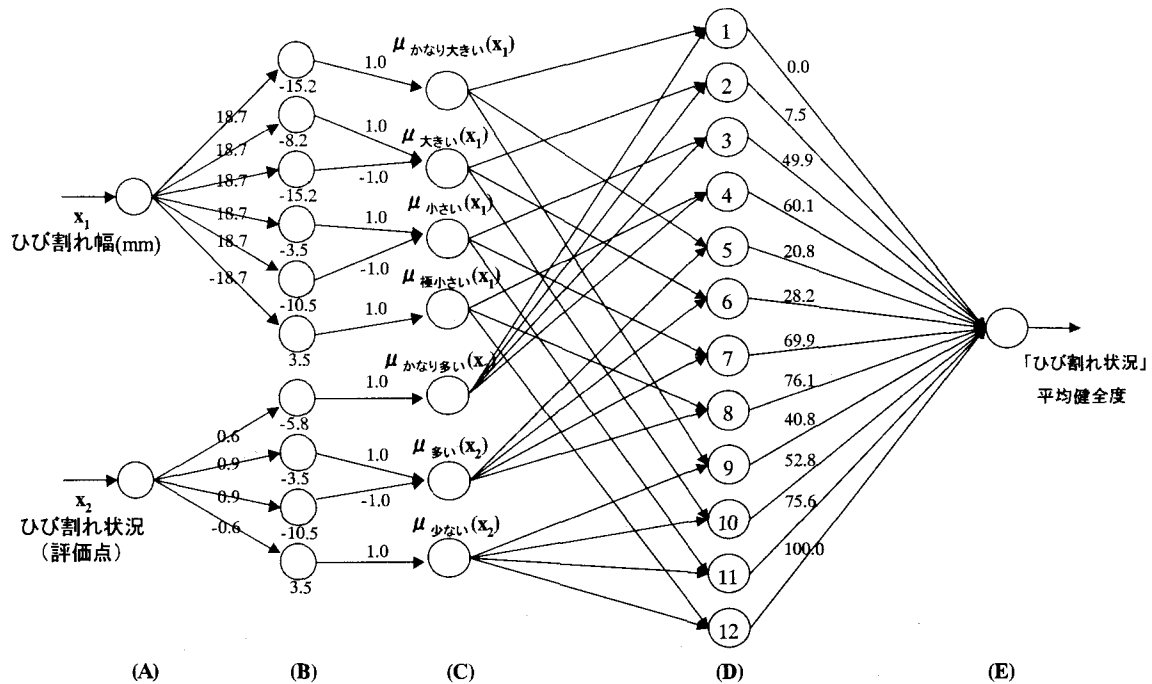 μ かなり大きい(x1)
1.0
-15.2
18.7
1.0
μ 大きい(x1)
18.7
-8.2
18.7
-1.0
-15.2
μ 小さい(x1)
x1
ひび割れ幅(mm)
18.7
1.0
-3.5
18.7
-1.0
μ 極小さい(x1)
-18.7
-10.5
1.0
3.5
μ かなり多い(x2)
1.0
0.6
-5.8
μ 多い(x2)
0.9
1.0
-3.5
x2
ひび割れ状況
(評価点)
0.9
-1.0
-10.5
μ 少ない(x2)
-0.6
1.0
3.5
1
2
3
4
5
6
7
8
9
10
11
12
0.0
7.5
49.9
60.1
20.8
28.2
69.9
76.1
40.8
52.8
75.6
100.0
「ひび割れ状況」
平均健全度
(A)
(B)
(C)
(D)
(E)